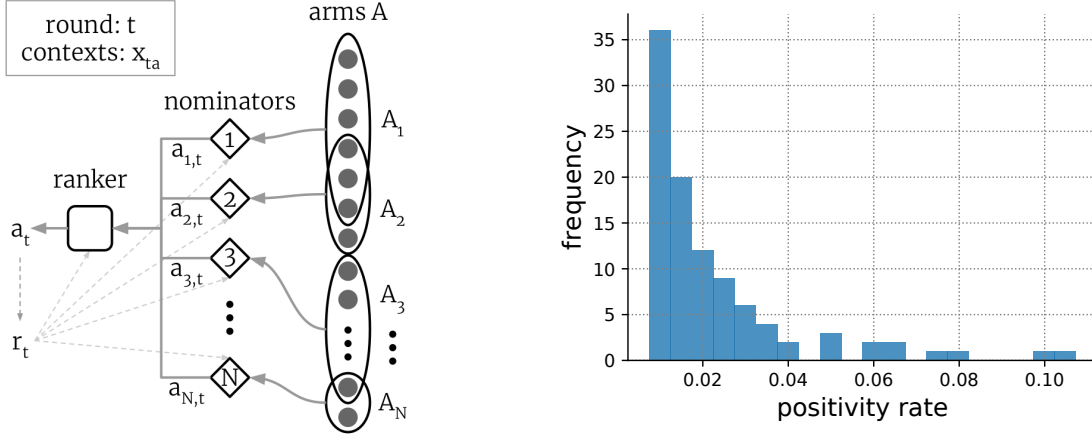 round: t
contexts: x_ta
arms A
nominators
1
A_1
a_1,t
ranker
2
a_2,t
A_2
a_t
3
a_3,t
A_3
r_t
N
a_N,t
A_N
frequency
35
30
25
20
15
10
5
0
0.02
0.04
0.06
0.08
0.10
positivity rate